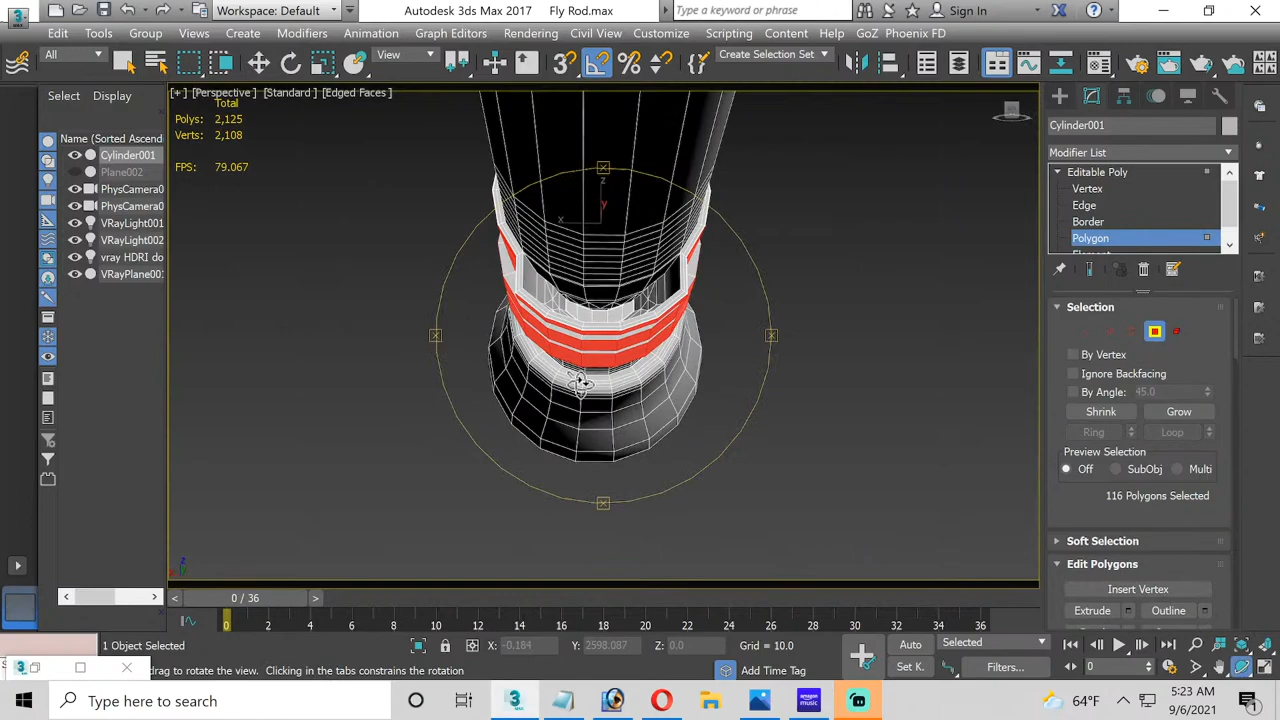 Workspace: Default
Autodesk 3ds Max 2017
Fly Rod.max
Type a keyword or phrase
Sign In
Edit Tools Group Views Create Modifiers Animation Graph Editors Rendering Civil View Customize Scripting Content Help GoZ Phoenix FD
All
View
Create Selection Set
Select Display
[+] [Perspective] [Standard] [Edged Faces]
Total
Polys: 2,125
Verts: 2,108
FPS: 79.067
Name (Sorted Ascend
Cylinder001
Plane002
PhysCamera0
PhysCamera0
VRayLight001
VRayLight002
vray HDRI do
VRayPlane001
z
y
x
Cylinder001
Modifier List
Editable Poly
Vertex
Edge
Border
Polygon
Selection
By Vertex
Ignore Backfacing
By Angle: 45.0
Shrink Grow
Ring Loop
Preview Selection
Off SubObj Multi
116 Polygons Selected
Soft Selection
Edit Polygons
Insert Vertex
Extrude Outline
0 / 36
0 2 4 6 8 10 12 14 16 18 20 22 24 26 28 30 32 34 36
1 Object Selected
X: -0.184 Y: 2598.087 Z: 0.0 Grid = 10.0
Auto Selected
drag to rotate the view. Clicking in the tabs constrains the rotation
Add Time Tag
Set K. Filters... 0
Type here to search
64°F
5:23 AM
9/6/2021